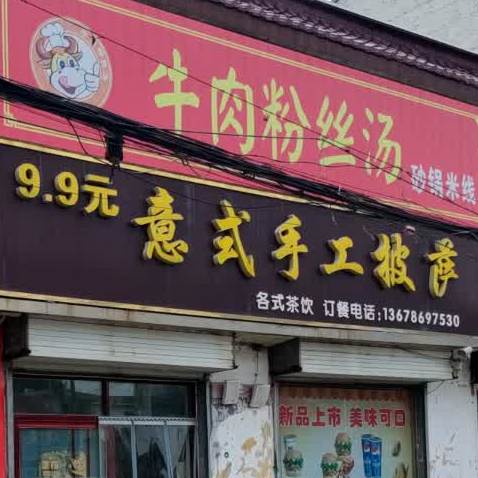 牛肉粉丝汤
砂锅米线
9.9元 意式手工披萨
各式茶饮 订餐电话:13678697530
新品上市 美味可口